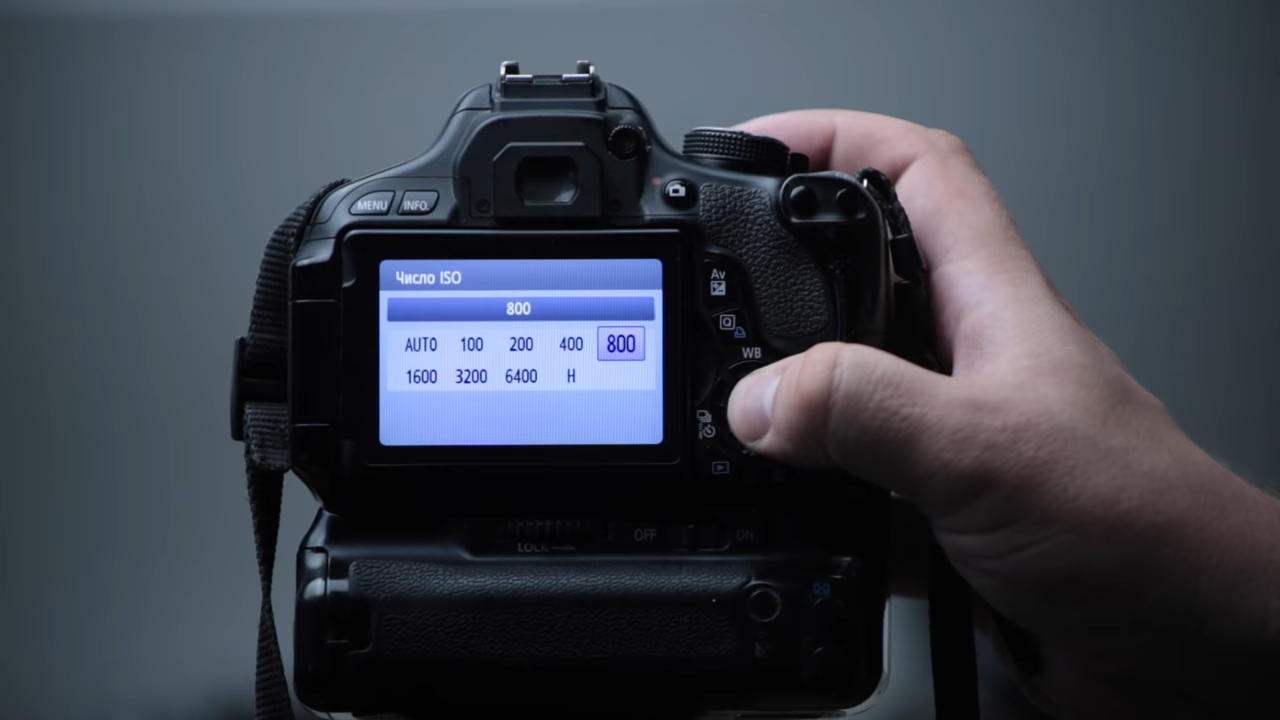 MENU INFO.
Число ISO
800
AUTO 100 200 400 800
1600 3200 6400 H
Av
Q
WB
LOCK OFF ON